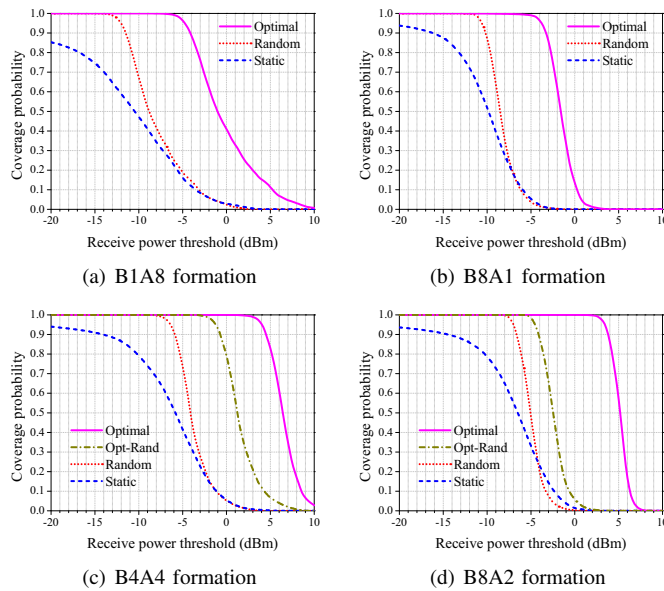 1.0
0.9
0.8
0.7
0.6
0.5
0.4
0.3
0.2
0.1
0.0
Coverage probability
Optimal
Random
Static
-20 -15 -10 -5 0 5 10
Receive power threshold (dBm)
(a) B1A8 formation
1.0
0.9
0.8
0.7
0.6
0.5
0.4
0.3
0.2
0.1
0.0
Coverage probability
Optimal
Random
Static
-20 -15 -10 -5 0 5 10
Receive power threshold (dBm)
(b) B8A1 formation
1.0
0.9
0.8
0.7
0.6
0.5
0.4
0.3
0.2
0.1
0.0
Coverage probability
Optimal
Opt-Rand
Random
Static
-20 -15 -10 -5 0 5 10
Receive power threshold (dBm)
(c) B4A4 formation
1.0
0.9
0.8
0.7
0.6
0.5
0.4
0.3
0.2
0.1
0.0
Coverage probability
Optimal
Opt-Rand
Random
Static
-20 -15 -10 -5 0 5 10
Receive power threshold (dBm)
(d) B8A2 formation